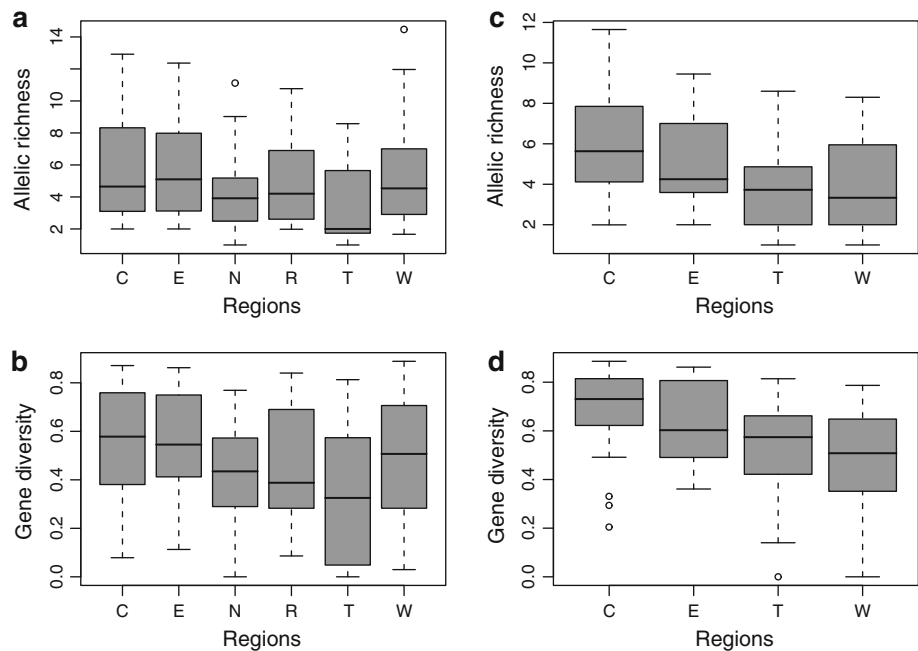 a
Allelic richness
14
10
8
6
4
2
C E N R T W
Regions
c
Allelic richness
12
8
6
4
2
C E T W
Regions
b
Gene diversity
0.8
0.6
0.4
0.2
0.0
C E N R T W
Regions
d
Gene diversity
0.8
0.6
0.4
0.2
0.0
C E T W
Regions